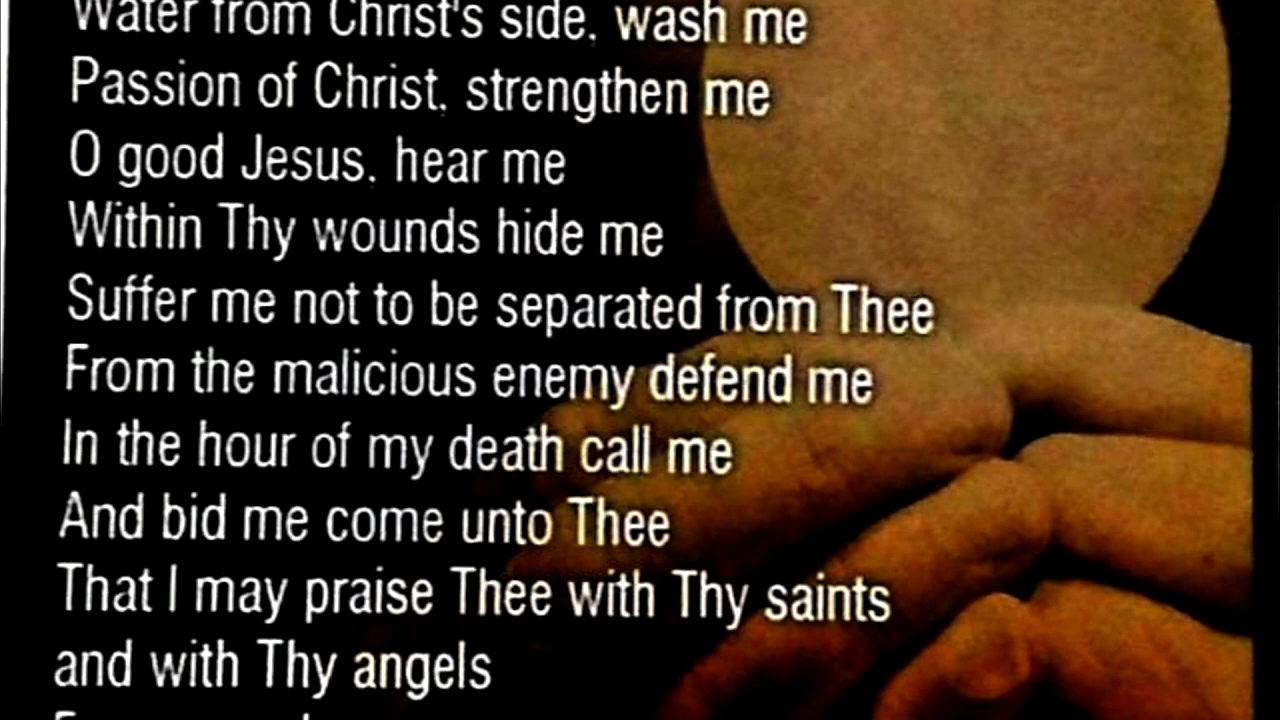 Water from Christ's side, wash me
Passion of Christ, strengthen me
O good Jesus, hear me
Within Thy wounds hide me
Suffer me not to be separated from Thee
From the malicious enemy defend me
In the hour of my death call me
And bid me come unto Thee
That I may praise Thee with Thy saints
and with Thy angels